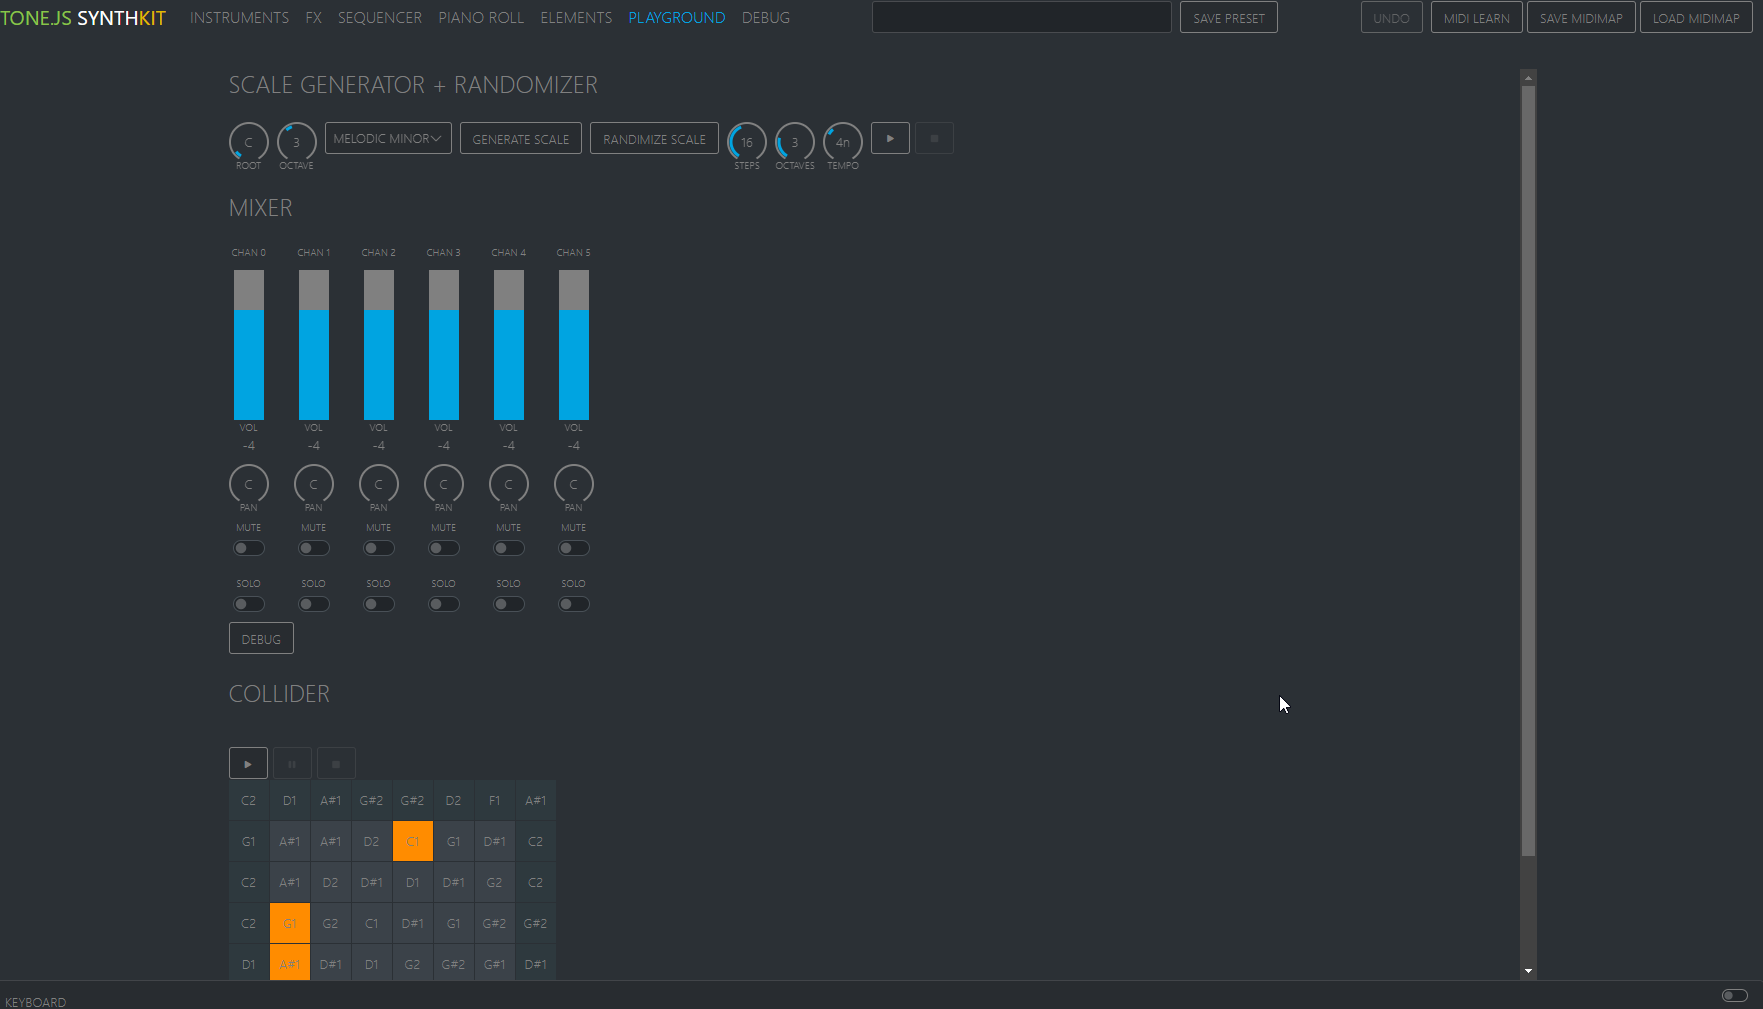 TONE.JS SYNTHKIT INSTRUMENTS FX SEQUENCER PIANO ROLL ELEMENTS PLAYGROUND DEBUG SAVE PRESET UNDO MIDI LEARN SAVE MIDIMAP LOAD MIDIMAP
SCALE GENERATOR + RANDOMIZER
C 3 MELODIC MINOR GENERATE SCALE RANDIMIZE SCALE 16 3 4n
ROOT OCTAVE STEPS OCTAVES TEMPO
MIXER
CHAN 0 CHAN 1 CHAN 2 CHAN 3 CHAN 4 CHAN 5
VOL VOL VOL VOL VOL VOL
-4 -4 -4 -4 -4 -4
C C C C C C
PAN PAN PAN PAN PAN PAN
MUTE MUTE MUTE MUTE MUTE MUTE
SOLO SOLO SOLO SOLO SOLO SOLO
DEBUG
COLLIDER
C2 D1 A#1 G#2 G#2 D2 F1 A#1
G1 A#1 A#1 D2 C1 G1 D#1 C2
C2 A#1 D2 D#1 D1 D#1 G2 C2
C2 G1 G2 C1 D#1 G1 G#2 G#2
D1 A#1 D#1 D1 G2 G#2 G#1 D#1
KEYBOARD